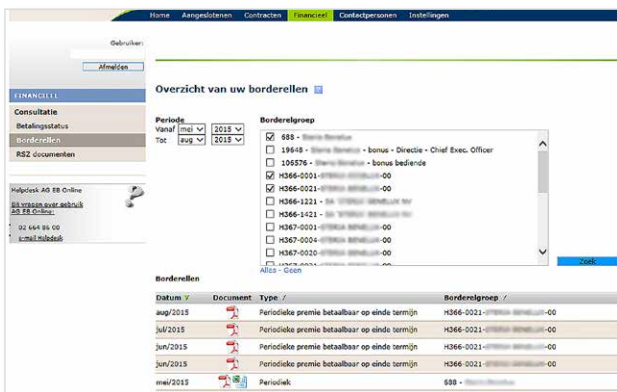 Home Aangeslotenen Contracten Financieel Contactpersonen Instellingen
Gebruiker:
Afmelden
FINANCIEEL
Consultatie
Betalingsstatus
Borderellen
RSZ documenten
Helpdesk AG EB Online
Uw vragen over gebruik
AG EB Online:
02 664 86 00
e-mail Helpdesk
Overzicht van uw borderellen
Periode
Vanaf mei 2015
Tot aug 2015
Borderelgroep
688 -
19648 - - bonus - Directie - Chief Exec. Officer
106576 - - bonus bediende
H366-0001- -00
H366-0021- -00
H366-1221 -
H366-1421 -
H367-0001- -00
H367-0004- -00
H367-0020- -00
Alles - Geen
Zoek
Borderellen
Datum Document Type / Borderelgroep /
aug/2015 Periodieke premie betaalbaar op einde termijn H366-0021- -00
jul/2015 Periodieke premie betaalbaar op einde termijn H366-0021- -00
jun/2015 Periodieke premie betaalbaar op einde termijn H366-0021- -00
jun/2015 Periodieke premie betaalbaar op einde termijn H366-0021- -00
mei/2015 Periodiek 688 -